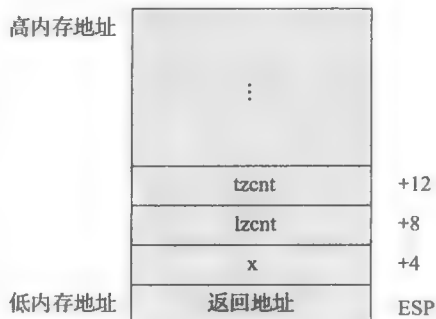 高内存地址
⋮
tzcnt +12
lzcnt +8
x +4
低内存地址 返回地址 ESP